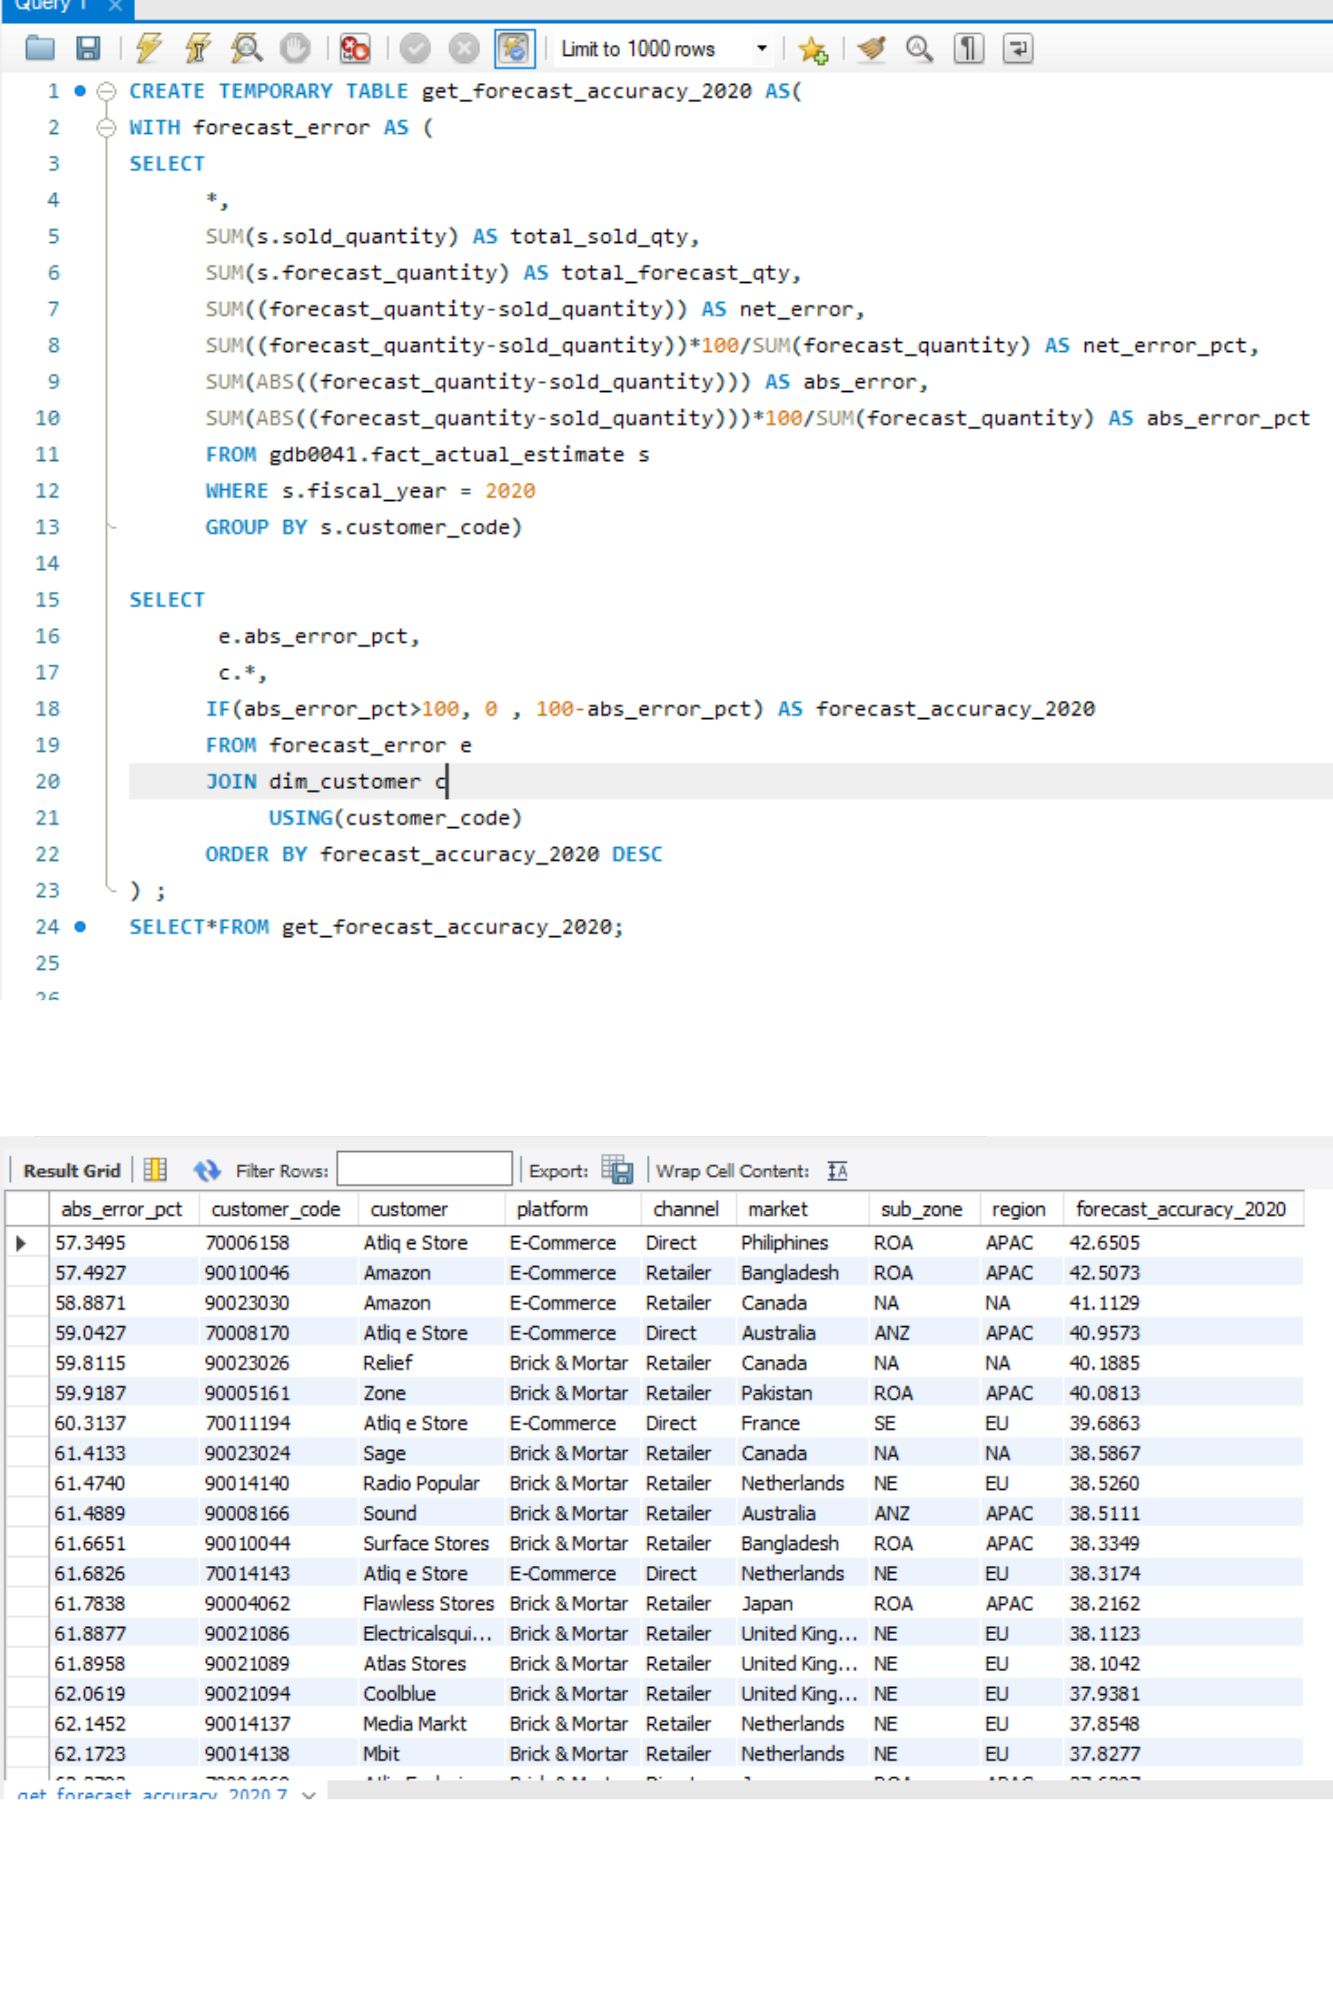 Query 1
Limit to 1000 rows
1 CREATE TEMPORARY TABLE get_forecast_accuracy_2020 AS(
2 WITH forecast_error AS (
3 SELECT
4 *,
5 SUM(s.sold_quantity) AS total_sold_qty,
6 SUM(s.forecast_quantity) AS total_forecast_qty,
7 SUM((forecast_quantity-sold_quantity)) AS net_error,
8 SUM((forecast_quantity-sold_quantity))*100/SUM(forecast_quantity) AS net_error_pct,
9 SUM(ABS((forecast_quantity-sold_quantity))) AS abs_error,
10 SUM(ABS((forecast_quantity-sold_quantity)))*100/SUM(forecast_quantity) AS abs_error_pct
11 FROM gdb0041.fact_actual_estimate s
12 WHERE s.fiscal_year = 2020
13 GROUP BY s.customer_code)
14
15 SELECT
16 e.abs_error_pct,
17 c.*,
18 IF(abs_error_pct>100, 0 , 100-abs_error_pct) AS forecast_accuracy_2020
19 FROM forecast_error e
20 JOIN dim_customer c
21 USING(customer_code)
22 ORDER BY forecast_accuracy_2020 DESC
23 ) ;
24 SELECT*FROM get_forecast_accuracy_2020;
25
26
Result Grid Filter Rows: Export: Wrap Cell Content: IA
abs_error_pct customer_code customer platform channel market sub_zone region forecast_accuracy_2020
57.3495 70006158 Atliq e Store E-Commerce Direct Philiphines ROA APAC 42.6505
57.4927 90010046 Amazon E-Commerce Retailer Bangladesh ROA APAC 42.5073
58.8871 90023030 Amazon E-Commerce Retailer Canada NA NA 41.1129
59.0427 70008170 Atliq e Store E-Commerce Direct Australia ANZ APAC 40.9573
59.8115 90023026 Relief Brick & Mortar Retailer Canada NA NA 40.1885
59.9187 90005161 Zone Brick & Mortar Retailer Pakistan ROA APAC 40.0813
60.3137 70011194 Atliq e Store E-Commerce Direct France SE EU 39.6863
61.4133 90023024 Sage Brick & Mortar Retailer Canada NA NA 38.5867
61.4740 90014140 Radio Popular Brick & Mortar Retailer Netherlands NE EU 38.5260
61.4889 90008166 Sound Brick & Mortar Retailer Australia ANZ APAC 38.5111
61.6651 90010044 Surface Stores Brick & Mortar Retailer Bangladesh ROA APAC 38.3349
61.6826 70014143 Atliq e Store E-Commerce Direct Netherlands NE EU 38.3174
61.7838 90004062 Flawless Stores Brick & Mortar Retailer Japan ROA APAC 38.2162
61.8877 90021086 Electricalsqui... Brick & Mortar Retailer United King... NE EU 38.1123
61.8958 90021089 Atlas Stores Brick & Mortar Retailer United King... NE EU 38.1042
62.0619 90021094 Coolblue Brick & Mortar Retailer United King... NE EU 37.9381
62.1452 90014137 Media Markt Brick & Mortar Retailer Netherlands NE EU 37.8548
62.1723 90014138 Mbit Brick & Mortar Retailer Netherlands NE EU 37.8277
get_forecast_accuracy_2020 7